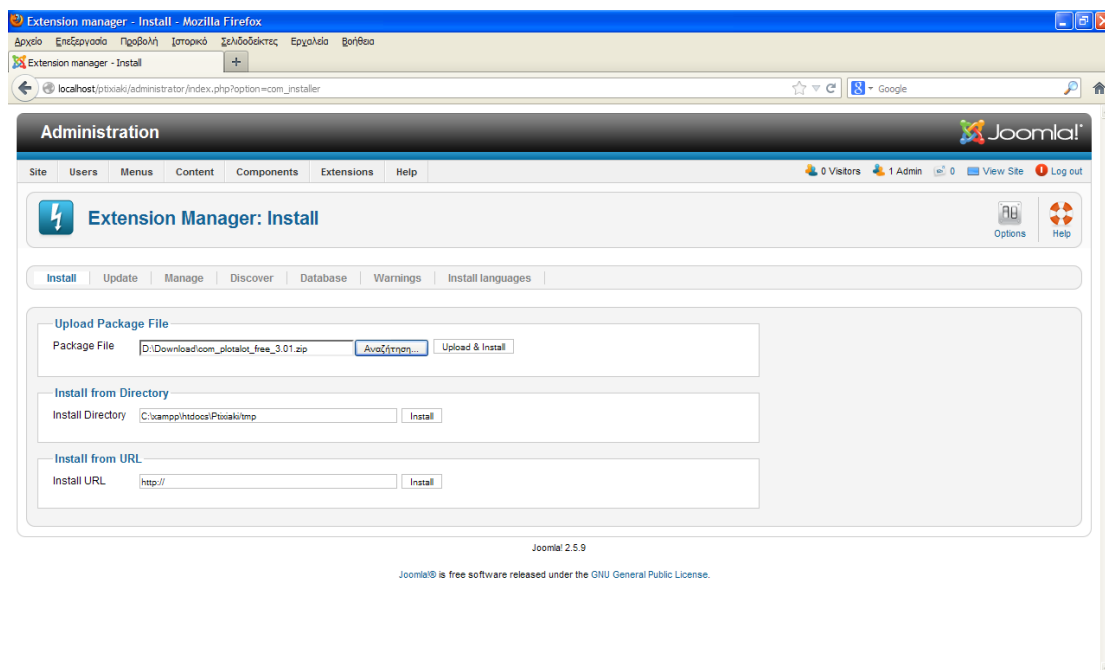 Extension manager - Install - Mozilla Firefox
Αρχείο Επεξεργασία Προβολή Ιστορικό Σελιδοδείκτες Εργαλεία Βοήθεια
Extension manager - Install +
localhost/ptixiaki/administrator/index.php?option=com_installer Google
Administration Joomla!
Site Users Menus Content Components Extensions Help 0 Visitors 1 Admin 0 View Site Log out
Extension Manager: Install Options Help
Install Update Manage Discover Database Warnings Install languages
Upload Package File
Package File D:\Download\com_plotalot_free_3.01.zip Αναζήτηση... Upload & Install
Install from Directory
Install Directory C:\xampp\htdocs\Ptixiaki/tmp Install
Install from URL
Install URL http:// Install
Joomla! 2.5.9
Joomla!® is free software released under the GNU General Public License.